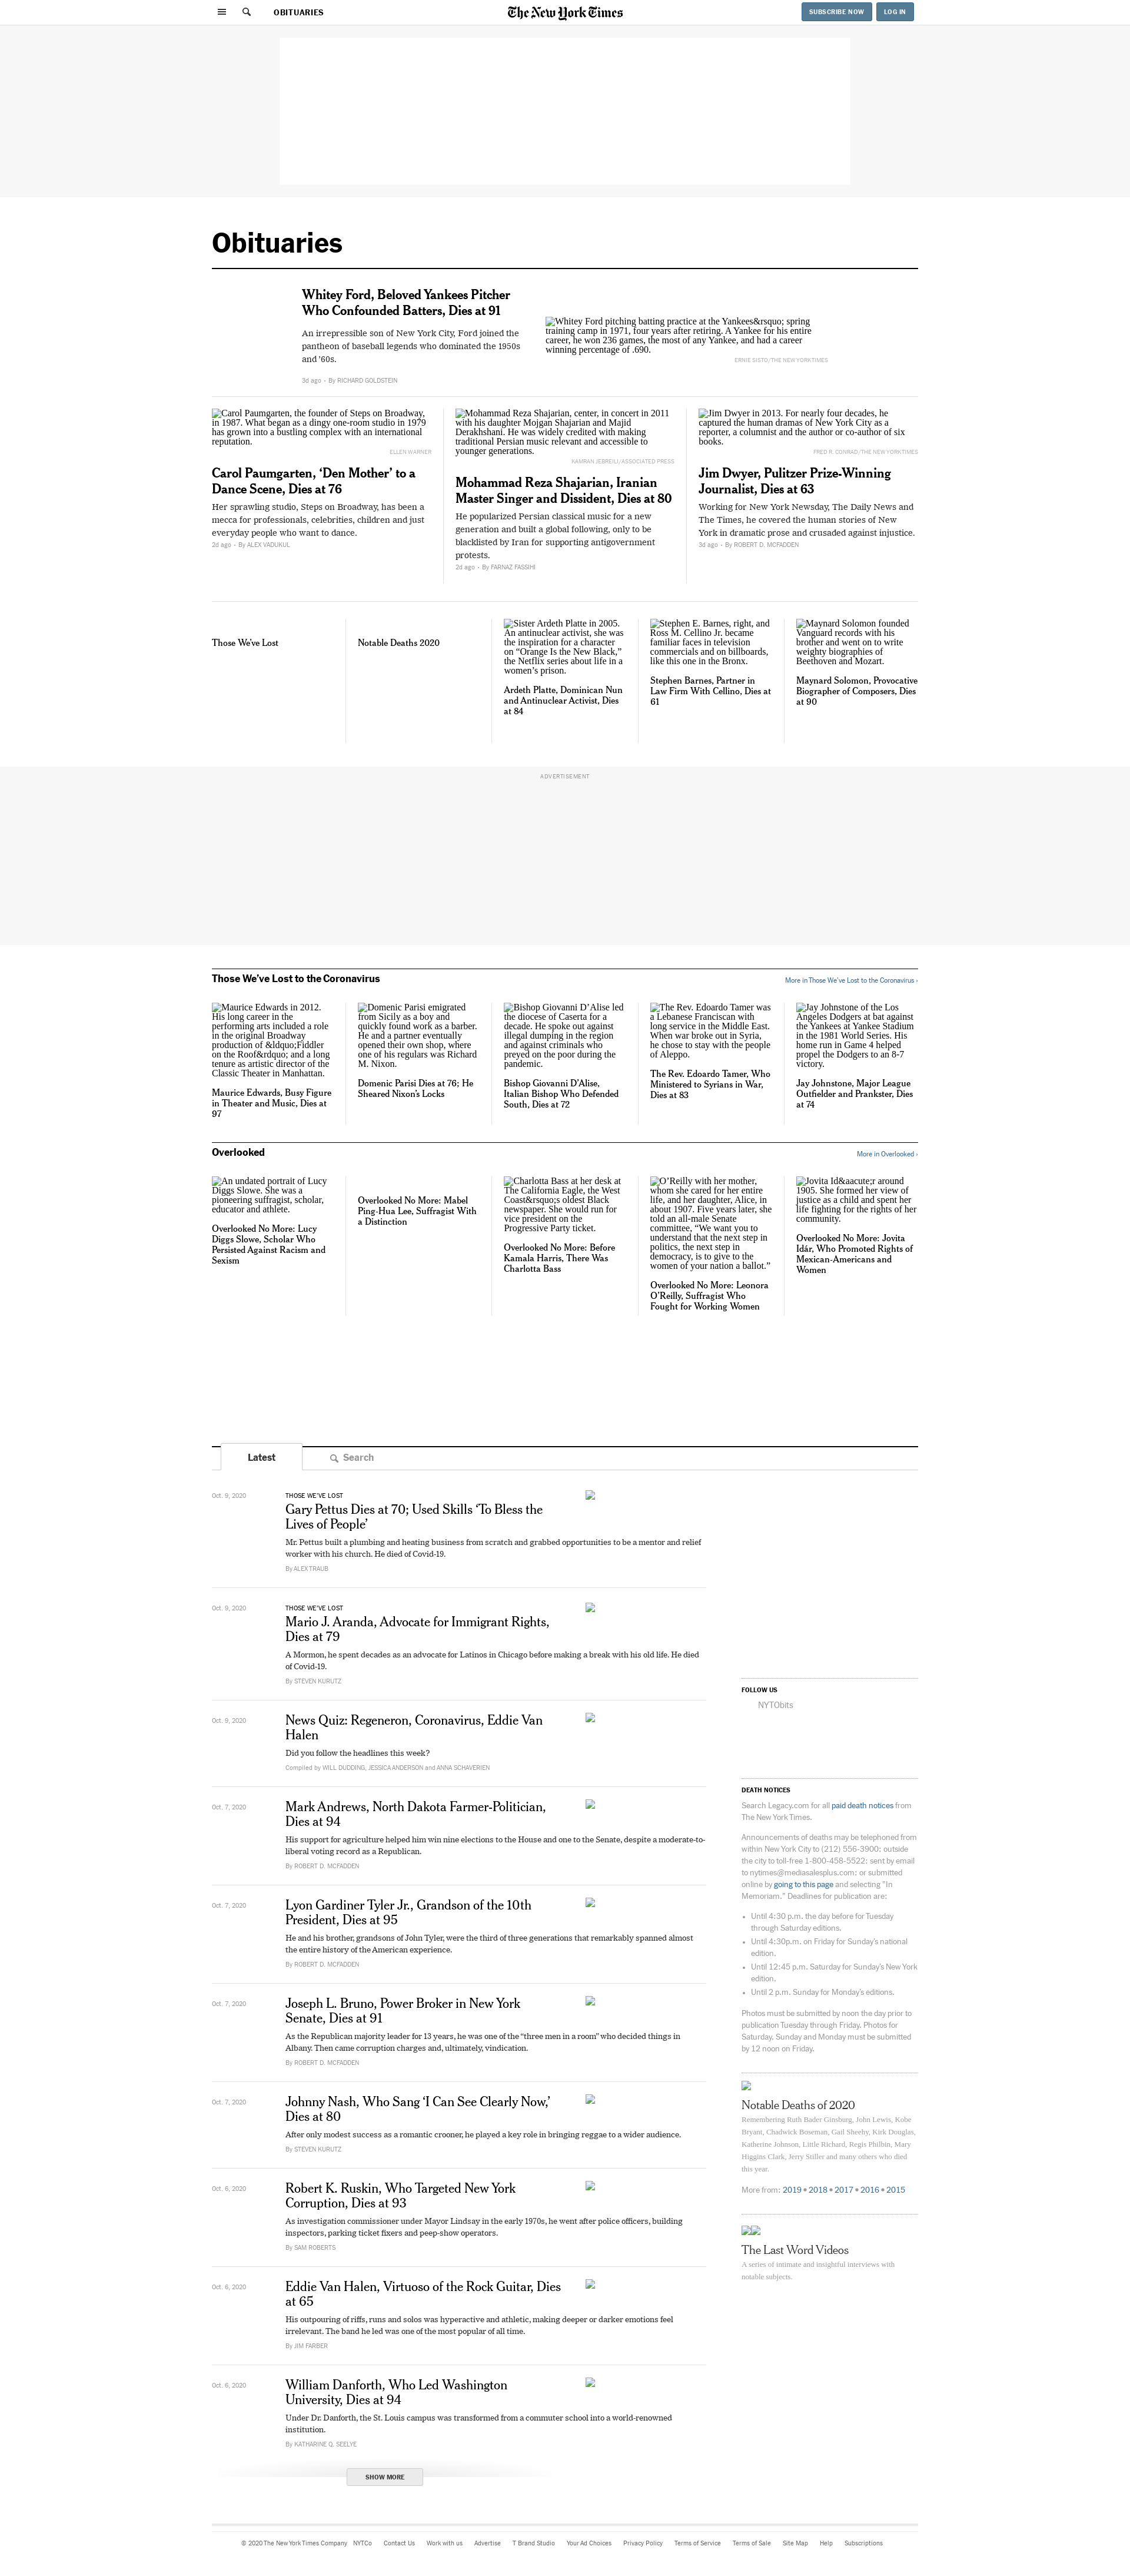 OBITUARIES
The New York Times
SUBSCRIBE NOW
LOG IN
Obituaries
Whitey Ford, Beloved Yankees Pitcher
Who Confounded Batters, Dies at 91
An irrepressible son of New York City, Ford joined the
pantheon of baseball legends who dominated the 1950s
and '60s.
3d ago · By RICHARD GOLDSTEIN
Whitey Ford pitching batting practice at the Yankees&rsquo; spring
training camp in 1971, four years after retiring. A Yankee for his entire
career, he won 236 games, the most of any Yankee, and had a career
winning percentage of .690.
ERNIE SISTO/THE NEW YORK TIMES
Carol Paumgarten, the founder of Steps on Broadway,
in 1987. What began as a dingy one-room studio in 1979
has grown into a bustling complex with an international
reputation.
ELLEN WARNER
Carol Paumgarten, ‘Den Mother’ to a
Dance Scene, Dies at 76
Her sprawling studio, Steps on Broadway, has been a
mecca for professionals, celebrities, children and just
everyday people who want to dance.
2d ago · By ALEX VADUKUL
Mohammad Reza Shajarian, center, in concert in 2011
with his daughter Mojgan Shajarian and Majid
Derakhshani. He was widely credited with making
traditional Persian music relevant and accessible to
younger generations.
KAMRAN JEBREILI/ASSOCIATED PRESS
Mohammad Reza Shajarian, Iranian
Master Singer and Dissident, Dies at 80
He popularized Persian classical music for a new
generation and built a global following, only to be
blacklisted by Iran for supporting antigovernment
protests.
2d ago · By FARNAZ FASSIHI
Jim Dwyer in 2013. For nearly four decades, he
captured the human dramas of New York City as a
reporter, a columnist and the author or co-author of six
books.
FRED R. CONRAD/THE NEW YORK TIMES
Jim Dwyer, Pulitzer Prize-Winning
Journalist, Dies at 63
Working for New York Newsday, The Daily News and
The Times, he covered the human stories of New
York in dramatic prose and crusaded against injustice.
3d ago · By ROBERT D. MCFADDEN
Those We’ve Lost
Notable Deaths 2020
Sister Ardeth Platte in 2005.
An antinuclear activist, she was
the inspiration for a character
on “Orange Is the New Black,”
the Netflix series about life in a
women’s prison.
Ardeth Platte, Dominican Nun
and Antinuclear Activist, Dies
at 84
Stephen E. Barnes, right, and
Ross M. Cellino Jr. became
familiar faces in television
commercials and on billboards,
like this one in the Bronx.
Stephen Barnes, Partner in
Law Firm With Cellino, Dies at
61
Maynard Solomon founded
Vanguard records with his
brother and went on to write
weighty biographies of
Beethoven and Mozart.
Maynard Solomon, Provocative
Biographer of Composers, Dies
at 90
ADVERTISEMENT
Those We’ve Lost to the Coronavirus
More in Those We’ve Lost to the Coronavirus ›
Maurice Edwards in 2012.
His long career in the
performing arts included a role
in the original Broadway
production of &ldquo;Fiddler
on the Roof&rdquo; and a long
tenure as artistic director of the
Classic Theater in Manhattan.
Maurice Edwards, Busy Figure
in Theater and Music, Dies at
97
Domenic Parisi emigrated
from Sicily as a boy and
quickly found work as a barber.
He and a partner eventually
opened their own shop, where
one of his regulars was Richard
M. Nixon.
Domenic Parisi Dies at 76; He
Sheared Nixon’s Locks
Bishop Giovanni D’Alise led
the diocese of Caserta for a
decade. He spoke out against
illegal dumping in the region
and against criminals who
preyed on the poor during the
pandemic.
Bishop Giovanni D’Alise,
Italian Bishop Who Defended
South, Dies at 72
The Rev. Edoardo Tamer was
a Lebanese Franciscan with
long service in the Middle East.
When war broke out in Syria,
he chose to stay with the people
of Aleppo.
The Rev. Edoardo Tamer, Who
Ministered to Syrians in War,
Dies at 83
Jay Johnstone of the Los
Angeles Dodgers at bat against
the Yankees at Yankee Stadium
in the 1981 World Series. His
home run in Game 4 helped
propel the Dodgers to an 8-7
victory.
Jay Johnstone, Major League
Outfielder and Prankster, Dies
at 74
Overlooked
More in Overlooked ›
An undated portrait of Lucy
Diggs Slowe. She was a
pioneering suffragist, scholar,
educator and athlete.
Overlooked No More: Lucy
Diggs Slowe, Scholar Who
Persisted Against Racism and
Sexism
Overlooked No More: Mabel
Ping-Hua Lee, Suffragist With
a Distinction
Charlotta Bass at her desk at
The California Eagle, the West
Coast&rsquo;s oldest Black
newspaper. She would run for
vice president on the
Progressive Party ticket.
Overlooked No More: Before
Kamala Harris, There Was
Charlotta Bass
O’Reilly with her mother,
whom she cared for her entire
life, and her daughter, Alice, in
about 1907. Five years later, she
told an all-male Senate
committee, “We want you to
understand that the next step in
politics, the next step in
democracy, is to give to the
women of your nation a ballot.”
Overlooked No More: Leonora
O’Reilly, Suffragist Who
Fought for Working Women
Jovita Id&aacute;r around
1905. She formed her view of
justice as a child and spent her
life fighting for the rights of her
community.
Overlooked No More: Jovita
Idár, Who Promoted Rights of
Mexican-Americans and
Women
Latest
Search
Oct. 9, 2020
THOSE WE’VE LOST
Gary Pettus Dies at 70; Used Skills ‘To Bless the
Lives of People’
Mr. Pettus built a plumbing and heating business from scratch and grabbed opportunities to be a mentor and relief
worker with his church. He died of Covid-19.
By ALEX TRAUB
Oct. 9, 2020
THOSE WE’VE LOST
Mario J. Aranda, Advocate for Immigrant Rights,
Dies at 79
A Mormon, he spent decades as an advocate for Latinos in Chicago before making a break with his old life. He died
of Covid-19.
By STEVEN KURUTZ
Oct. 9, 2020
News Quiz: Regeneron, Coronavirus, Eddie Van
Halen
Did you follow the headlines this week?
Compiled by WILL DUDDING, JESSICA ANDERSON and ANNA SCHAVERIEN
Oct. 7, 2020
Mark Andrews, North Dakota Farmer-Politician,
Dies at 94
His support for agriculture helped him win nine elections to the House and one to the Senate, despite a moderate-to-
liberal voting record as a Republican.
By ROBERT D. MCFADDEN
Oct. 7, 2020
Lyon Gardiner Tyler Jr., Grandson of the 10th
President, Dies at 95
He and his brother, grandsons of John Tyler, were the third of three generations that remarkably spanned almost
the entire history of the American experience.
By ROBERT D. MCFADDEN
Oct. 7, 2020
Joseph L. Bruno, Power Broker in New York
Senate, Dies at 91
As the Republican majority leader for 13 years, he was one of the “three men in a room” who decided things in
Albany. Then came corruption charges and, ultimately, vindication.
By ROBERT D. MCFADDEN
Oct. 7, 2020
Johnny Nash, Who Sang ‘I Can See Clearly Now,’
Dies at 80
After only modest success as a romantic crooner, he played a key role in bringing reggae to a wider audience.
By STEVEN KURUTZ
Oct. 6, 2020
Robert K. Ruskin, Who Targeted New York
Corruption, Dies at 93
As investigation commissioner under Mayor Lindsay in the early 1970s, he went after police officers, building
inspectors, parking ticket fixers and peep-show operators.
By SAM ROBERTS
Oct. 6, 2020
Eddie Van Halen, Virtuoso of the Rock Guitar, Dies
at 65
His outpouring of riffs, runs and solos was hyperactive and athletic, making deeper or darker emotions feel
irrelevant. The band he led was one of the most popular of all time.
By JIM FARBER
Oct. 6, 2020
William Danforth, Who Led Washington
University, Dies at 94
Under Dr. Danforth, the St. Louis campus was transformed from a commuter school into a world-renowned
institution.
By KATHARINE Q. SEELYE
SHOW MORE
FOLLOW US
NYTObits
DEATH NOTICES
Search Legacy.com for all paid death notices from
The New York Times.
Announcements of deaths may be telephoned from
within New York City to (212) 556-3900; outside
the city to toll-free 1-800-458-5522; sent by email
to nytimes@mediasalesplus.com; or submitted
online by going to this page and selecting "In
Memoriam." Deadlines for publication are:
Until 4:30 p.m. the day before for Tuesday
through Saturday editions.
Until 4:30p.m. on Friday for Sunday’s national
edition.
Until 12:45 p.m. Saturday for Sunday’s New York
edition.
Until 2 p.m. Sunday for Monday’s editions.
Photos must be submitted by noon the day prior to
publication Tuesday through Friday. Photos for
Saturday, Sunday and Monday must be submitted
by 12 noon on Friday.
Notable Deaths of 2020
Remembering Ruth Bader Ginsburg, John Lewis, Kobe
Bryant, Chadwick Boseman, Gail Sheehy, Kirk Douglas,
Katherine Johnson, Little Richard, Regis Philbin, Mary
Higgins Clark, Jerry Stiller and many others who died
this year.
More from: 2019 • 2018 • 2017 • 2016 • 2015
The Last Word Videos
A series of intimate and insightful interviews with
notable subjects.
© 2020 The New York Times Company NYTCo Contact Us Work with us Advertise T Brand Studio Your Ad Choices Privacy Policy Terms of Service Terms of Sale Site Map Help Subscriptions